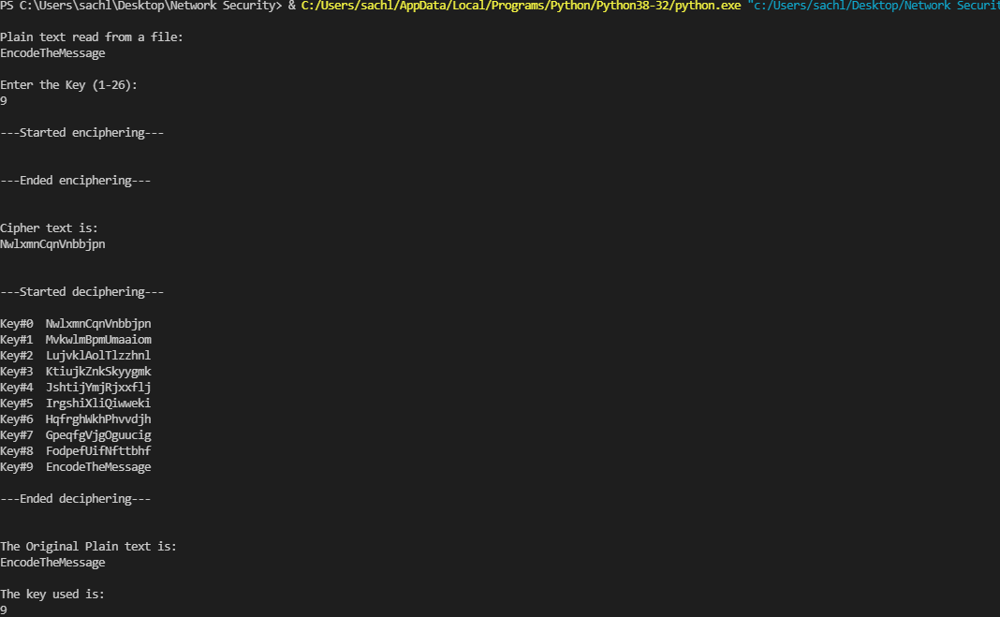 PS C:\Users\sachl\Desktop\Network Security> & C:/Users/sachl/AppData/Local/Programs/Python/Python38-32/python.exe "c:/Users/sachl/Desktop/Network Securit
Plain text read from a file:
EncodeTheMessage
Enter the Key (1-26):
9
---Started enciphering---
---Ended enciphering---
Cipher text is:
NwlxmnCqnVnbbjpn
---Started deciphering---
Key#0  NwlxmnCqnVnbbjpn
Key#1  MvkwlmBpmUmaaiom
Key#2  LujvklAolTlzzhnl
Key#3  KtiujkZnkSkyygmk
Key#4  JshtijYmjRjxxflj
Key#5  IrgshiXliQiwweki
Key#6  HqfrghWkhPhvvdjh
Key#7  GpeqfgVjgOguucig
Key#8  FodpefUifNfttbhf
Key#9  EncodeTheMessage
---Ended deciphering---
The Original Plain text is:
EncodeTheMessage
The key used is:
9